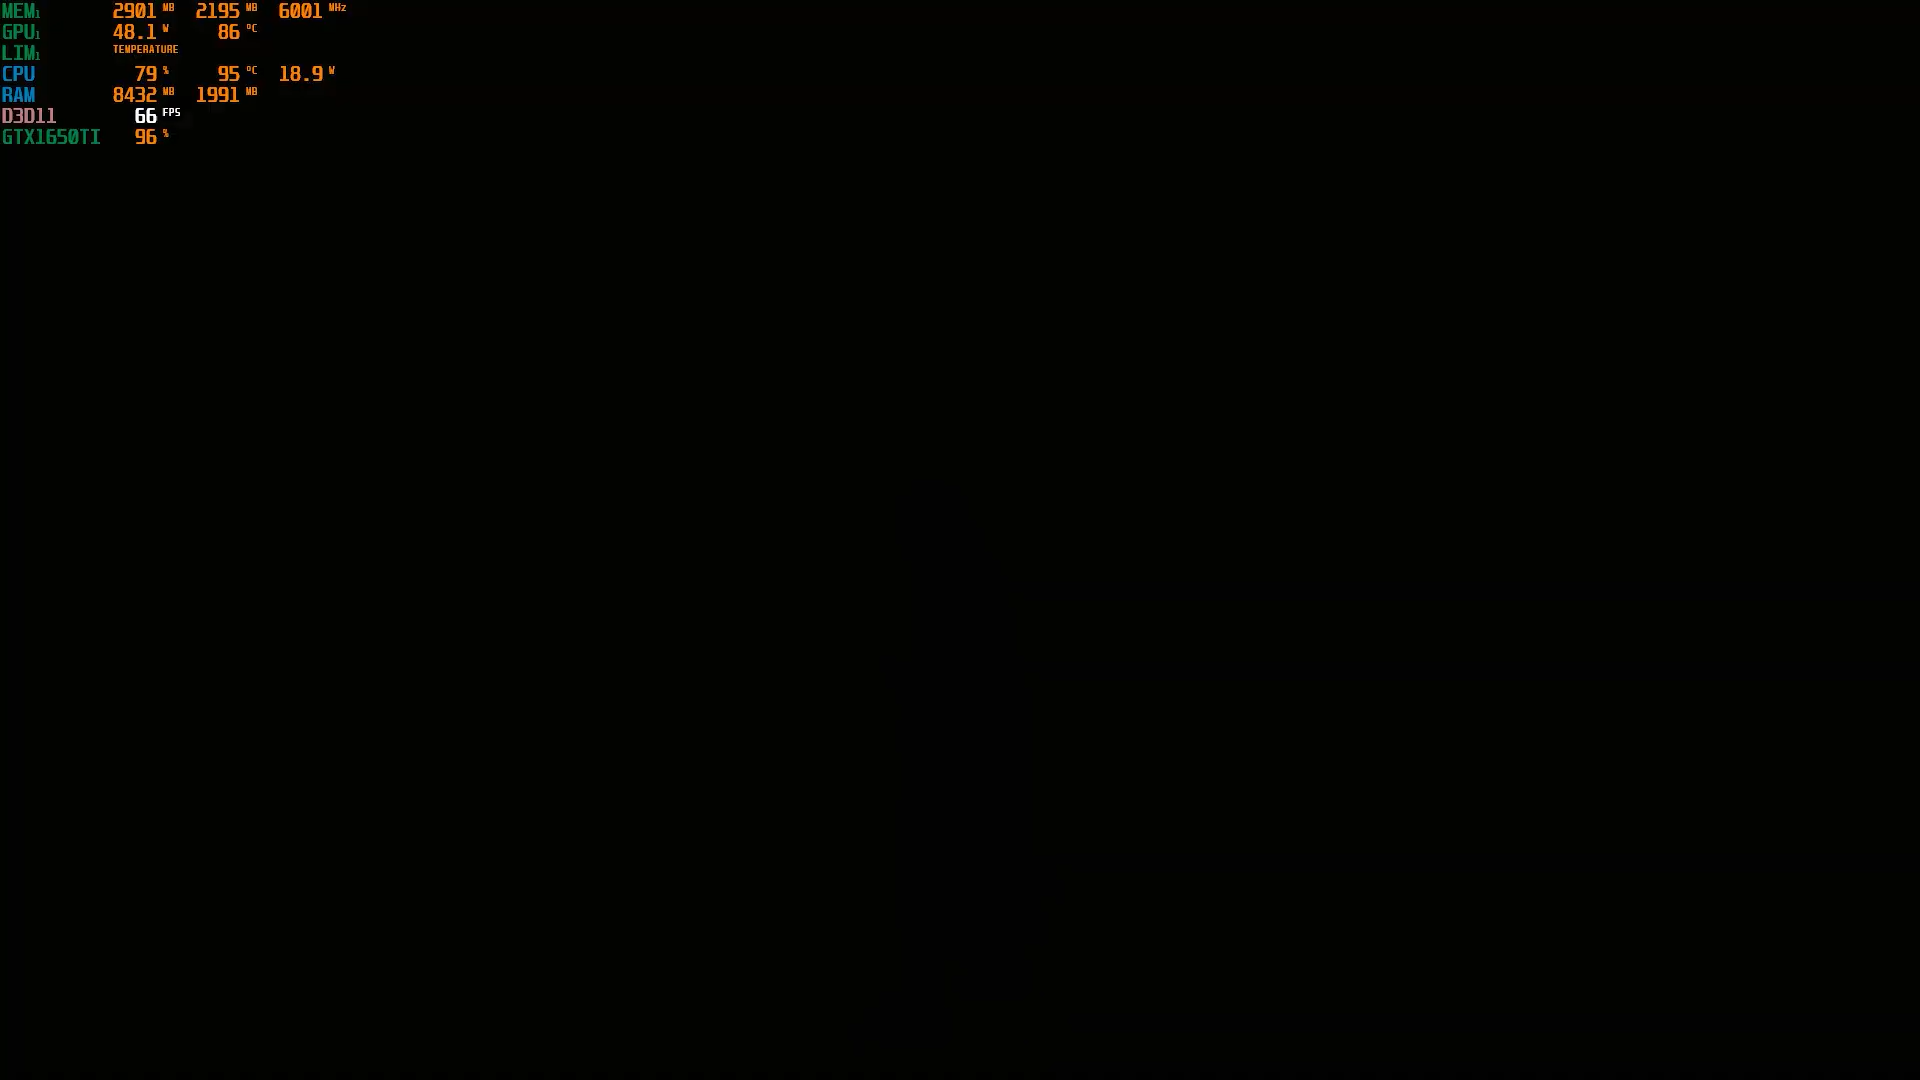 MEM1 2901 MB 2195 MB 6001 MHz
GPU1 48.1 W 86 °C
LIM1 TEMPERATURE
CPU 79 % 95 °C 18.9 W
RAM 8432 MB 1991 MB
D3D11 66 FPS
GTX1650TI 96 %